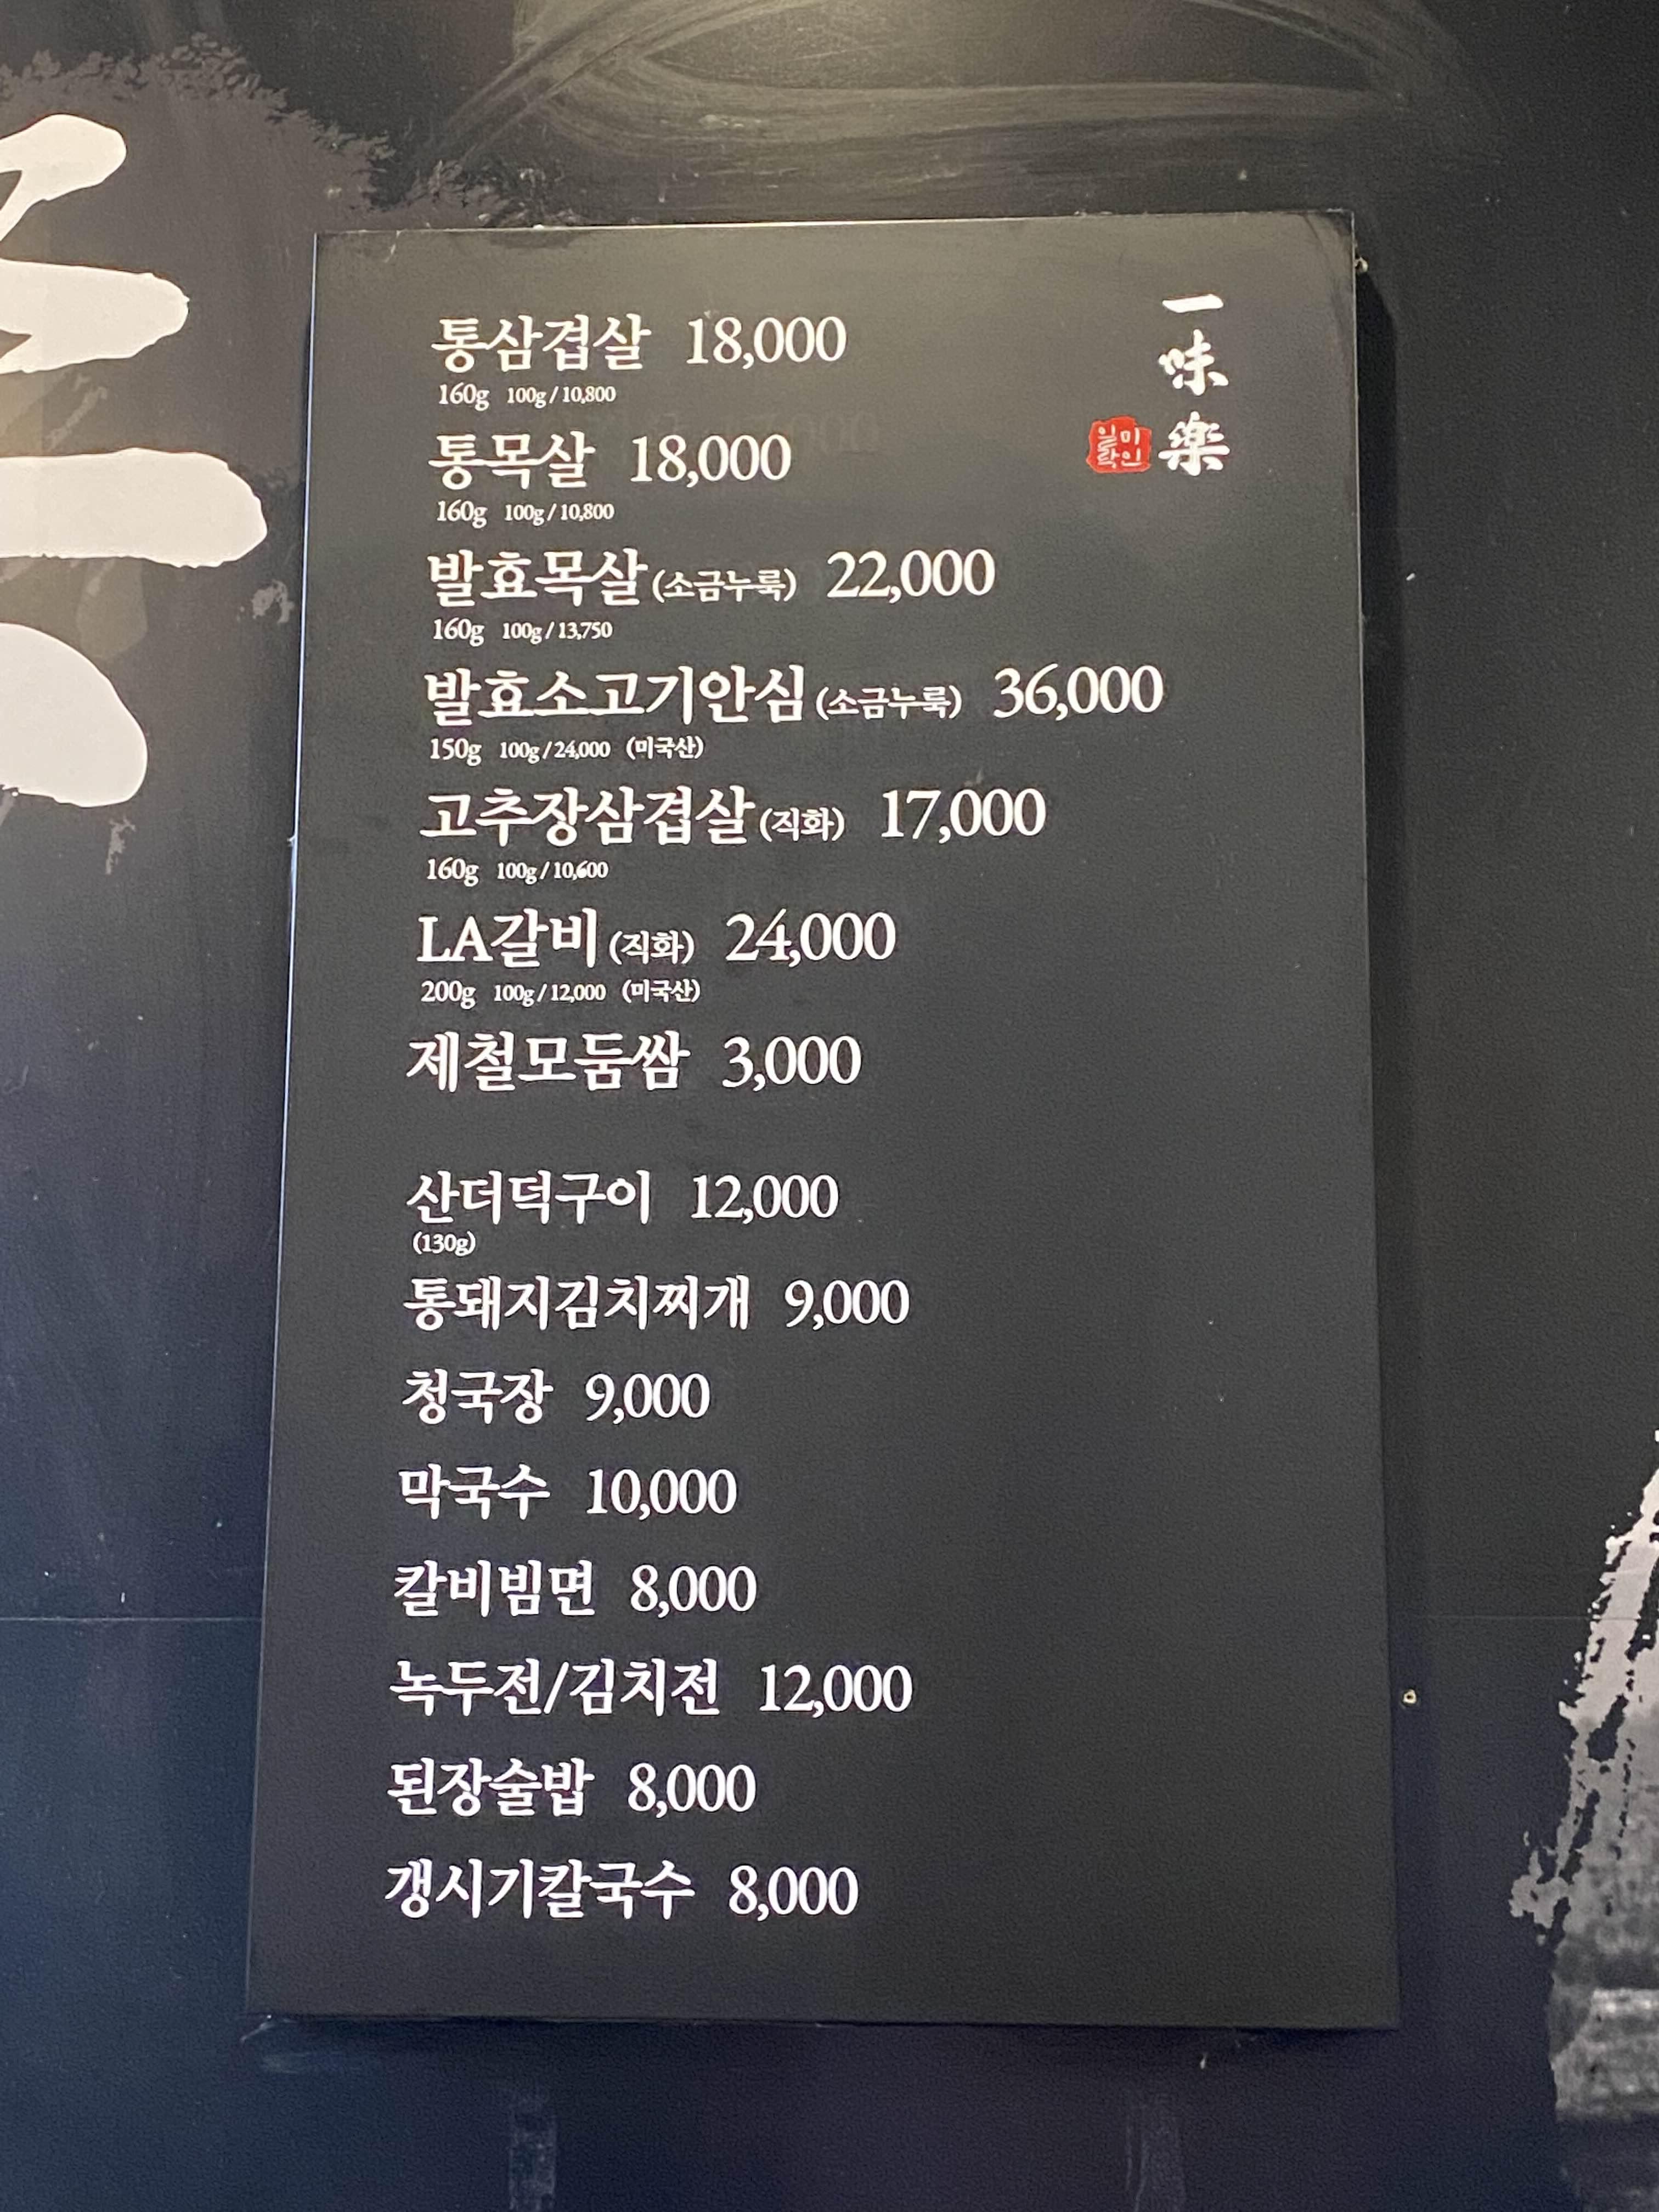 통삼겹살 18,000
160g 100g/10,800
통목살 18,000
160g 100g/10,800
발효목살(소금누룩) 22,000
160g 100g/13,750
발효소고기안심(소금누룩) 36,000
150g 100g/24,000 (미국산)
고추장삼겹살(직화) 17,000
160g 100g/10,600
LA갈비(직화) 24,000
200g 100g/12,000 (미국산)
제철모둠쌈 3,000
산더덕구이 12,000
(130g)
통돼지김치찌개 9,000
청국장 9,000
막국수 10,000
칼비빔면 8,000
녹두전/김치전 12,000
된장술밥 8,000
갱시기칼국수 8,000
一味楽
일미
락인